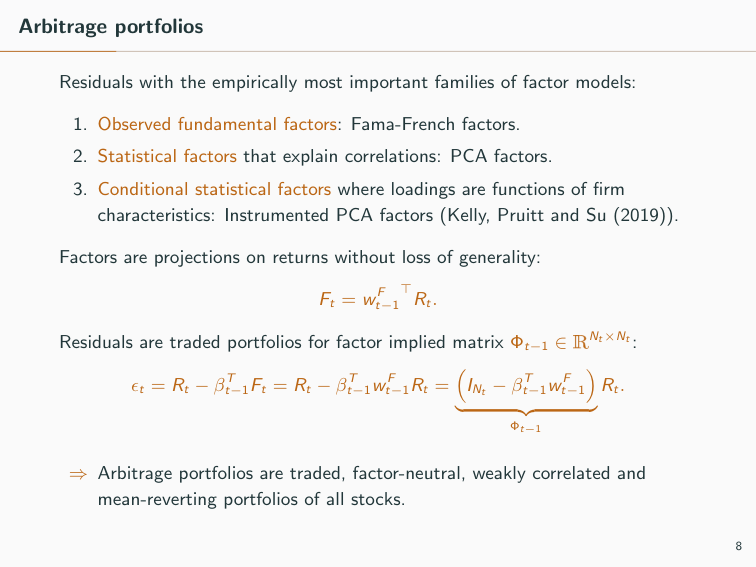 Arbitrage portfolios
Residuals with the empirically most important families of factor models:
1. Observed fundamental factors: Fama-French factors.
2. Statistical factors that explain correlations: PCA factors.
3. Conditional statistical factors where loadings are functions of firm
characteristics: Instrumented PCA factors (Kelly, Pruitt and Su (2019)).
Factors are projections on returns without loss of generality:
$F_t = {w_{t-1}^F}^\top R_t.$
Residuals are traded portfolios for factor implied matrix $\Phi_{t-1} \in \mathbb{R}^{N_t \times N_t}$:
$\epsilon_t = R_t - \beta_{t-1}^T F_t = R_t - \beta_{t-1}^T w_{t-1}^F R_t = \underbrace{\left(I_{N_t} - \beta_{t-1}^T w_{t-1}^F\right)}_{\Phi_{t-1}} R_t.$
⇒ Arbitrage portfolios are traded, factor-neutral, weakly correlated and
mean-reverting portfolios of all stocks.
8